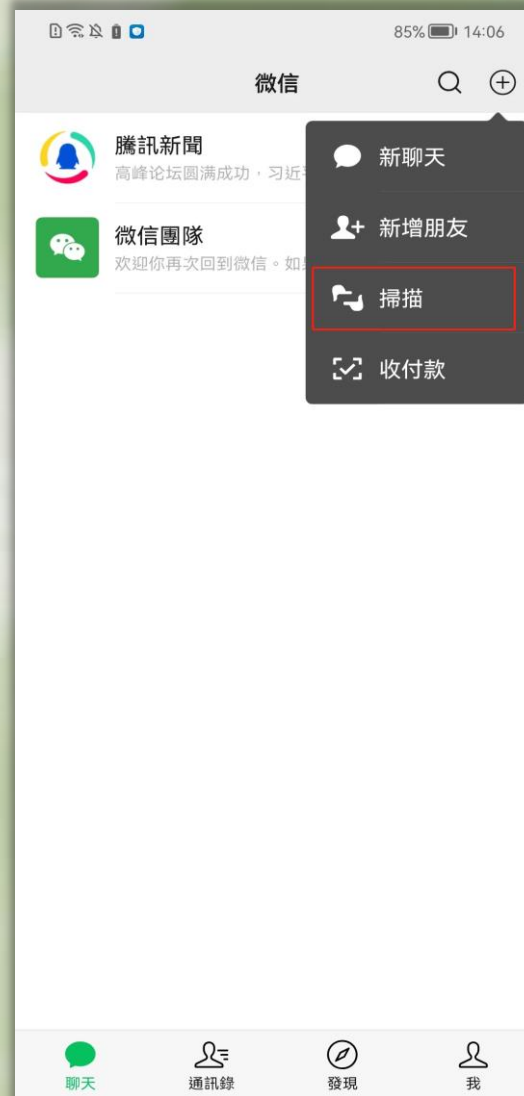 85% 14:06
微信
騰訊新聞
高峰论坛圆满成功，习近
微信團隊
欢迎你再次回到微信。如
新聊天
新增朋友
掃描
收付款
聊天
通訊錄
發現
我